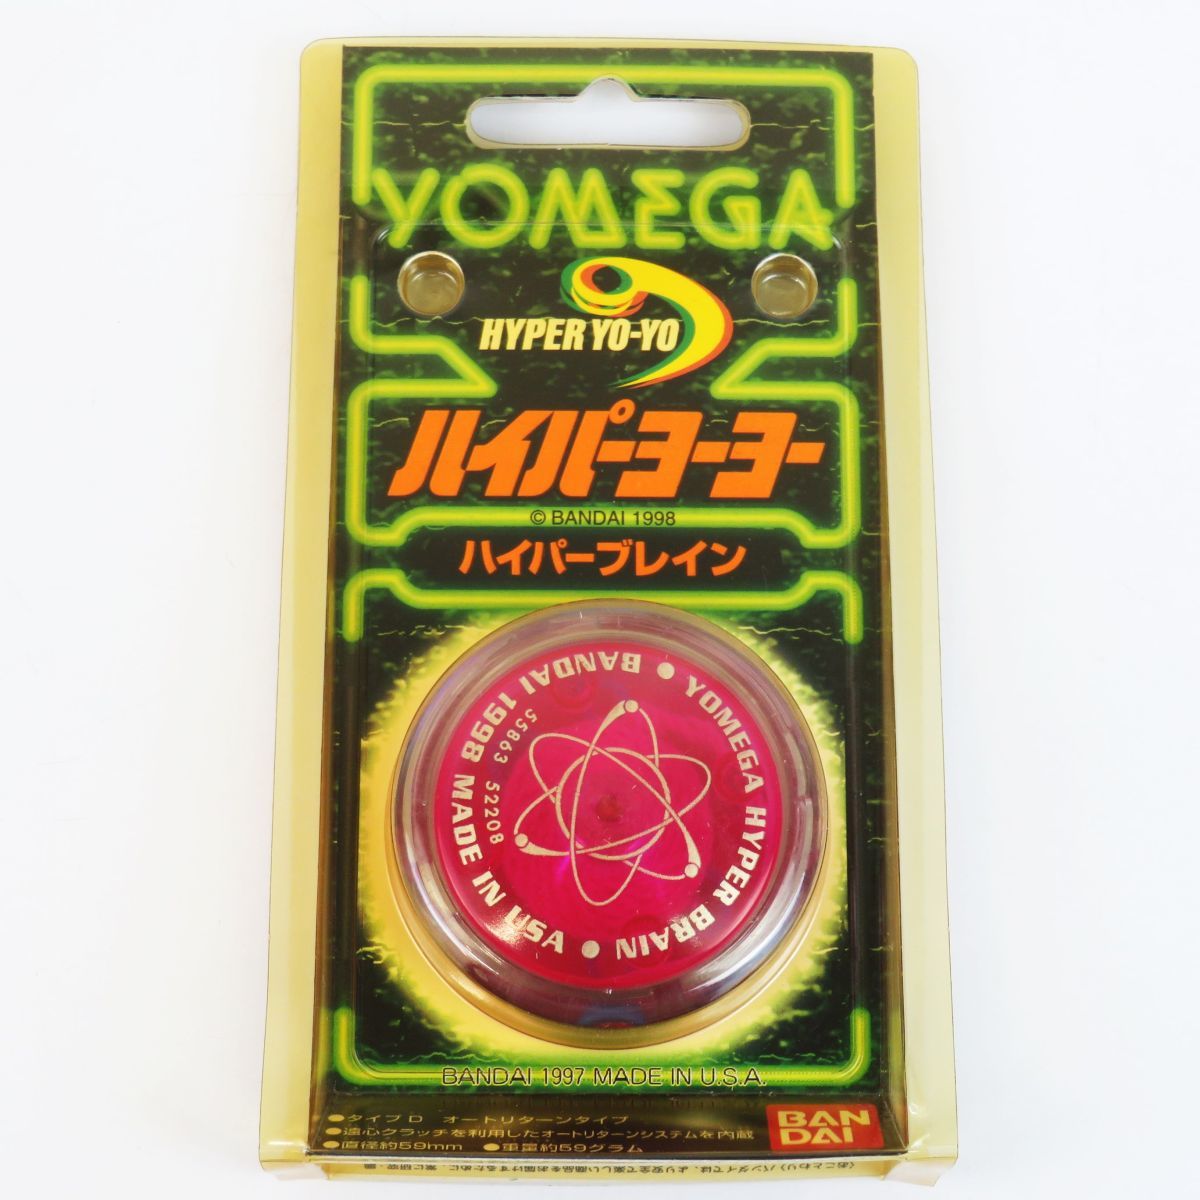 YOMEGA
HYPER YO-YO
ハイパーヨーヨー
© BANDAI 1998
ハイパーブレイン
YOMEGA HYPER BRAIN
BANDAI 1998 MADE IN USA
55863 52208
BANDAI 1997 MADE IN U.S.A.
●タイプD オートリターンタイプ
●遠心クラッチを利用したオートリターンシステムを内蔵
●直径約59mm ●重量約59グラム
BAN
DAI